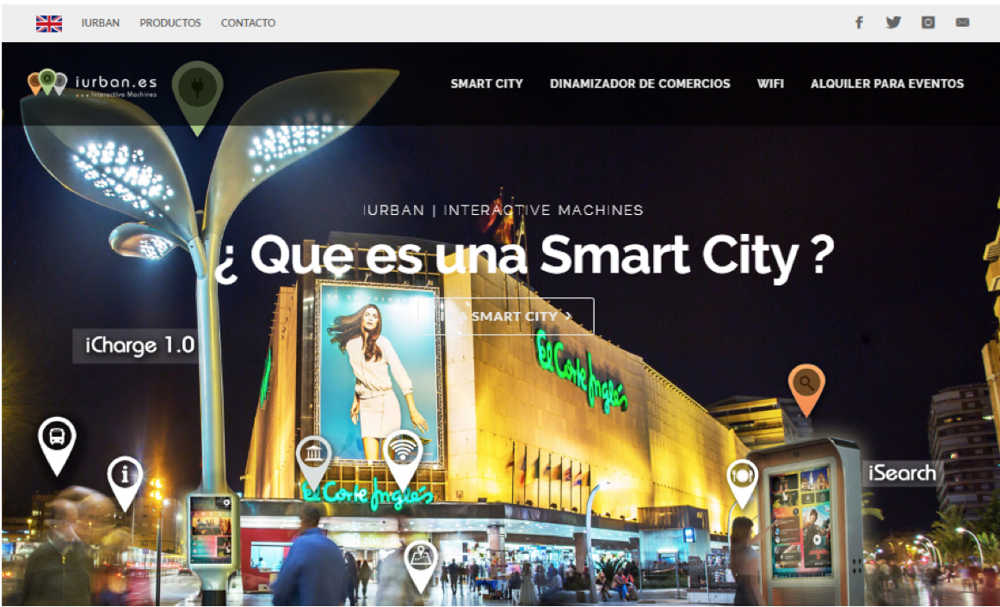 IURBAN PRODUCTOS CONTACTO
iurban.es
Interactive Machines
SMART CITY DINAMIZADOR DE COMERCIOS WIFI ALQUILER PARA EVENTOS
IURBAN | INTERACTIVE MACHINES
¿ Que es una Smart City ?
SMART CITY >
iCharge 1.0
El Corte Inglés
iSearch
El Corte Inglés